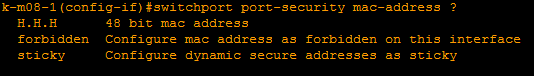 k-m08-1(config-if)#switchport port-security mac-address ?
H.H.H      48 bit mac address
forbidden  Configure mac address as forbidden on this interface
sticky     Configure dynamic secure addresses as sticky